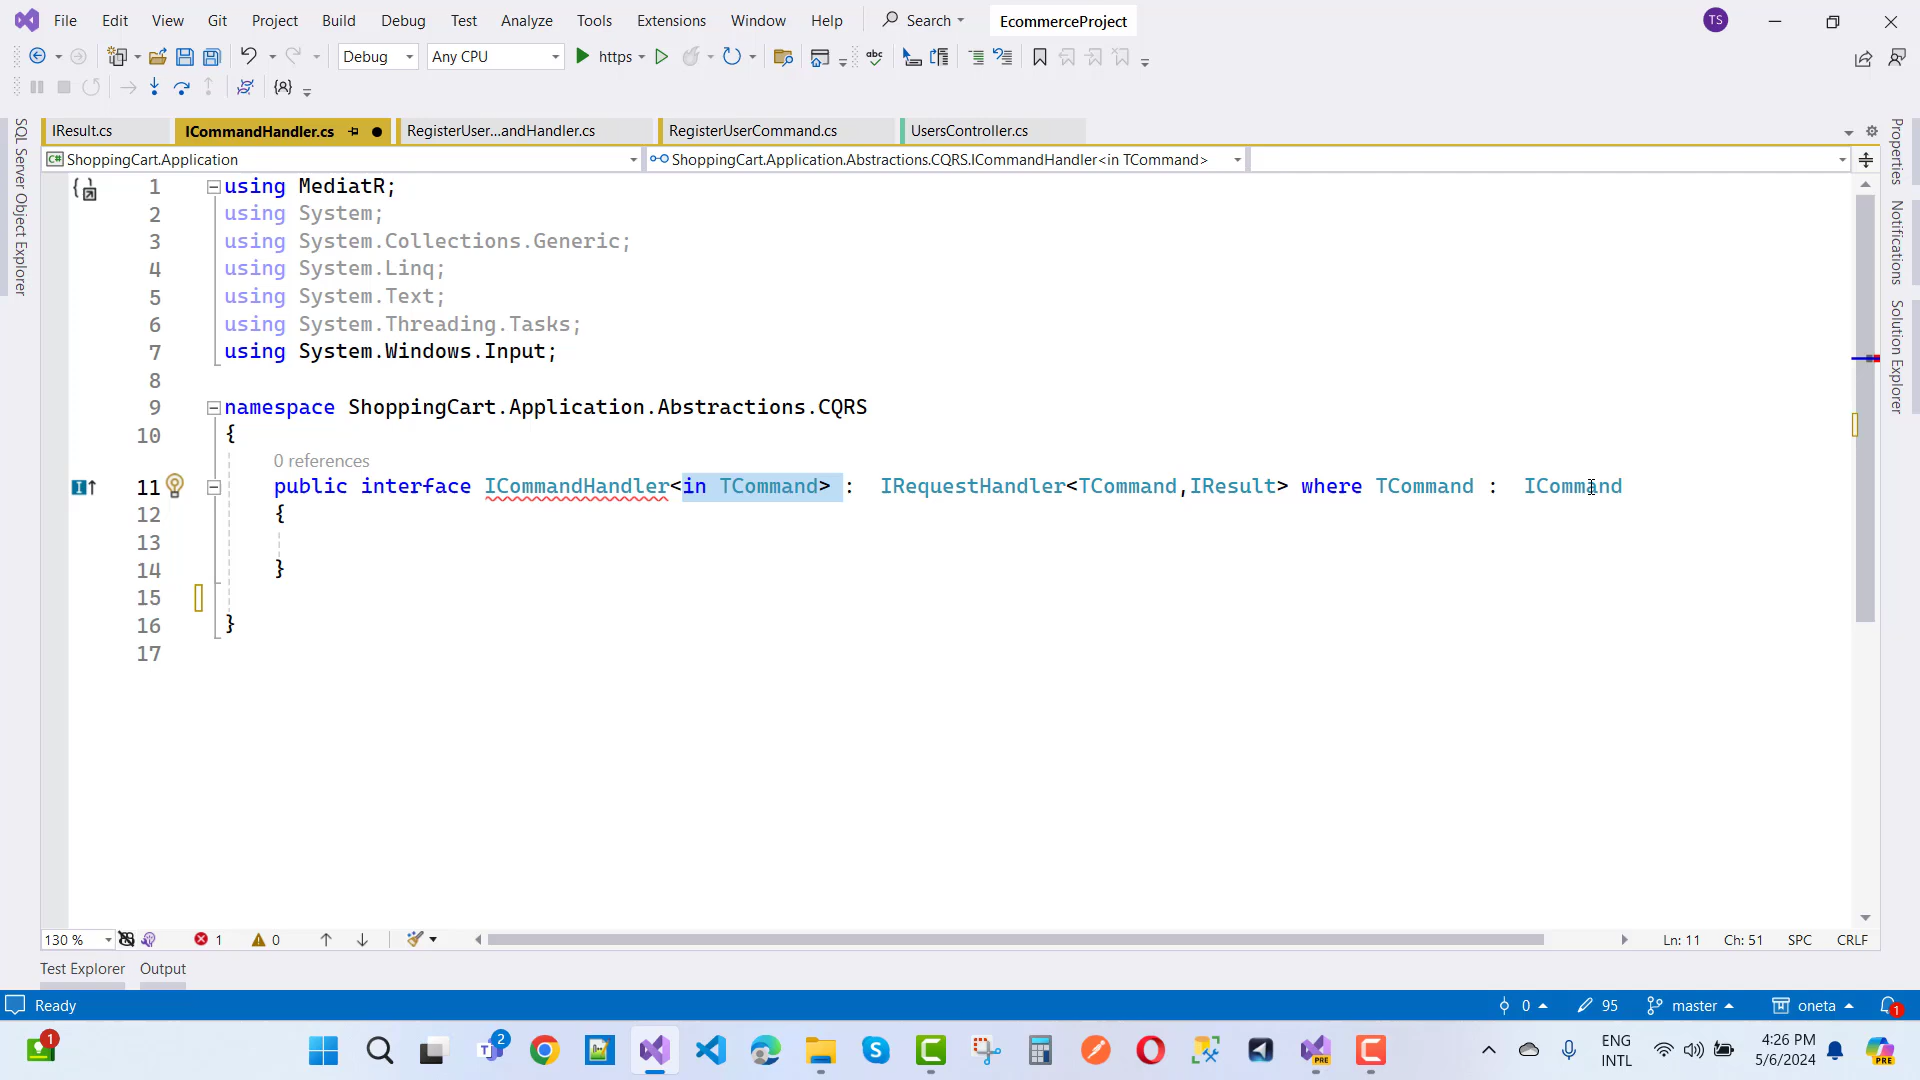 File Edit View Git Project Build Debug Test Analyze Tools Extensions Window Help Search EcommerceProject TS
Debug Any CPU https
IResult.cs ICommandHandler.cs RegisterUser...andHandler.cs RegisterUserCommand.cs UsersController.cs
C# ShoppingCart.Application ShoppingCart.Application.Abstractions.CQRS.ICommandHandler<in TCommand>
SQL Server Object Explorer
Properties
Notifications
Solution Explorer
1 using MediatR;
2 using System;
3 using System.Collections.Generic;
4 using System.Linq;
5 using System.Text;
6 using System.Threading.Tasks;
7 using System.Windows.Input;
8
9 namespace ShoppingCart.Application.Abstractions.CQRS
10 {
0 references
11 public interface ICommandHandler<in TCommand> : IRequestHandler<TCommand,IResult> where TCommand : ICommand
12 {
13
14 }
15
16 }
17
130 % 1 0 Ln: 11 Ch: 51 SPC CRLF
Test Explorer Output
Ready 0 95 master oneta 1
1 2 PRE ENG 4:26 PM PRE
INTL 5/6/2024